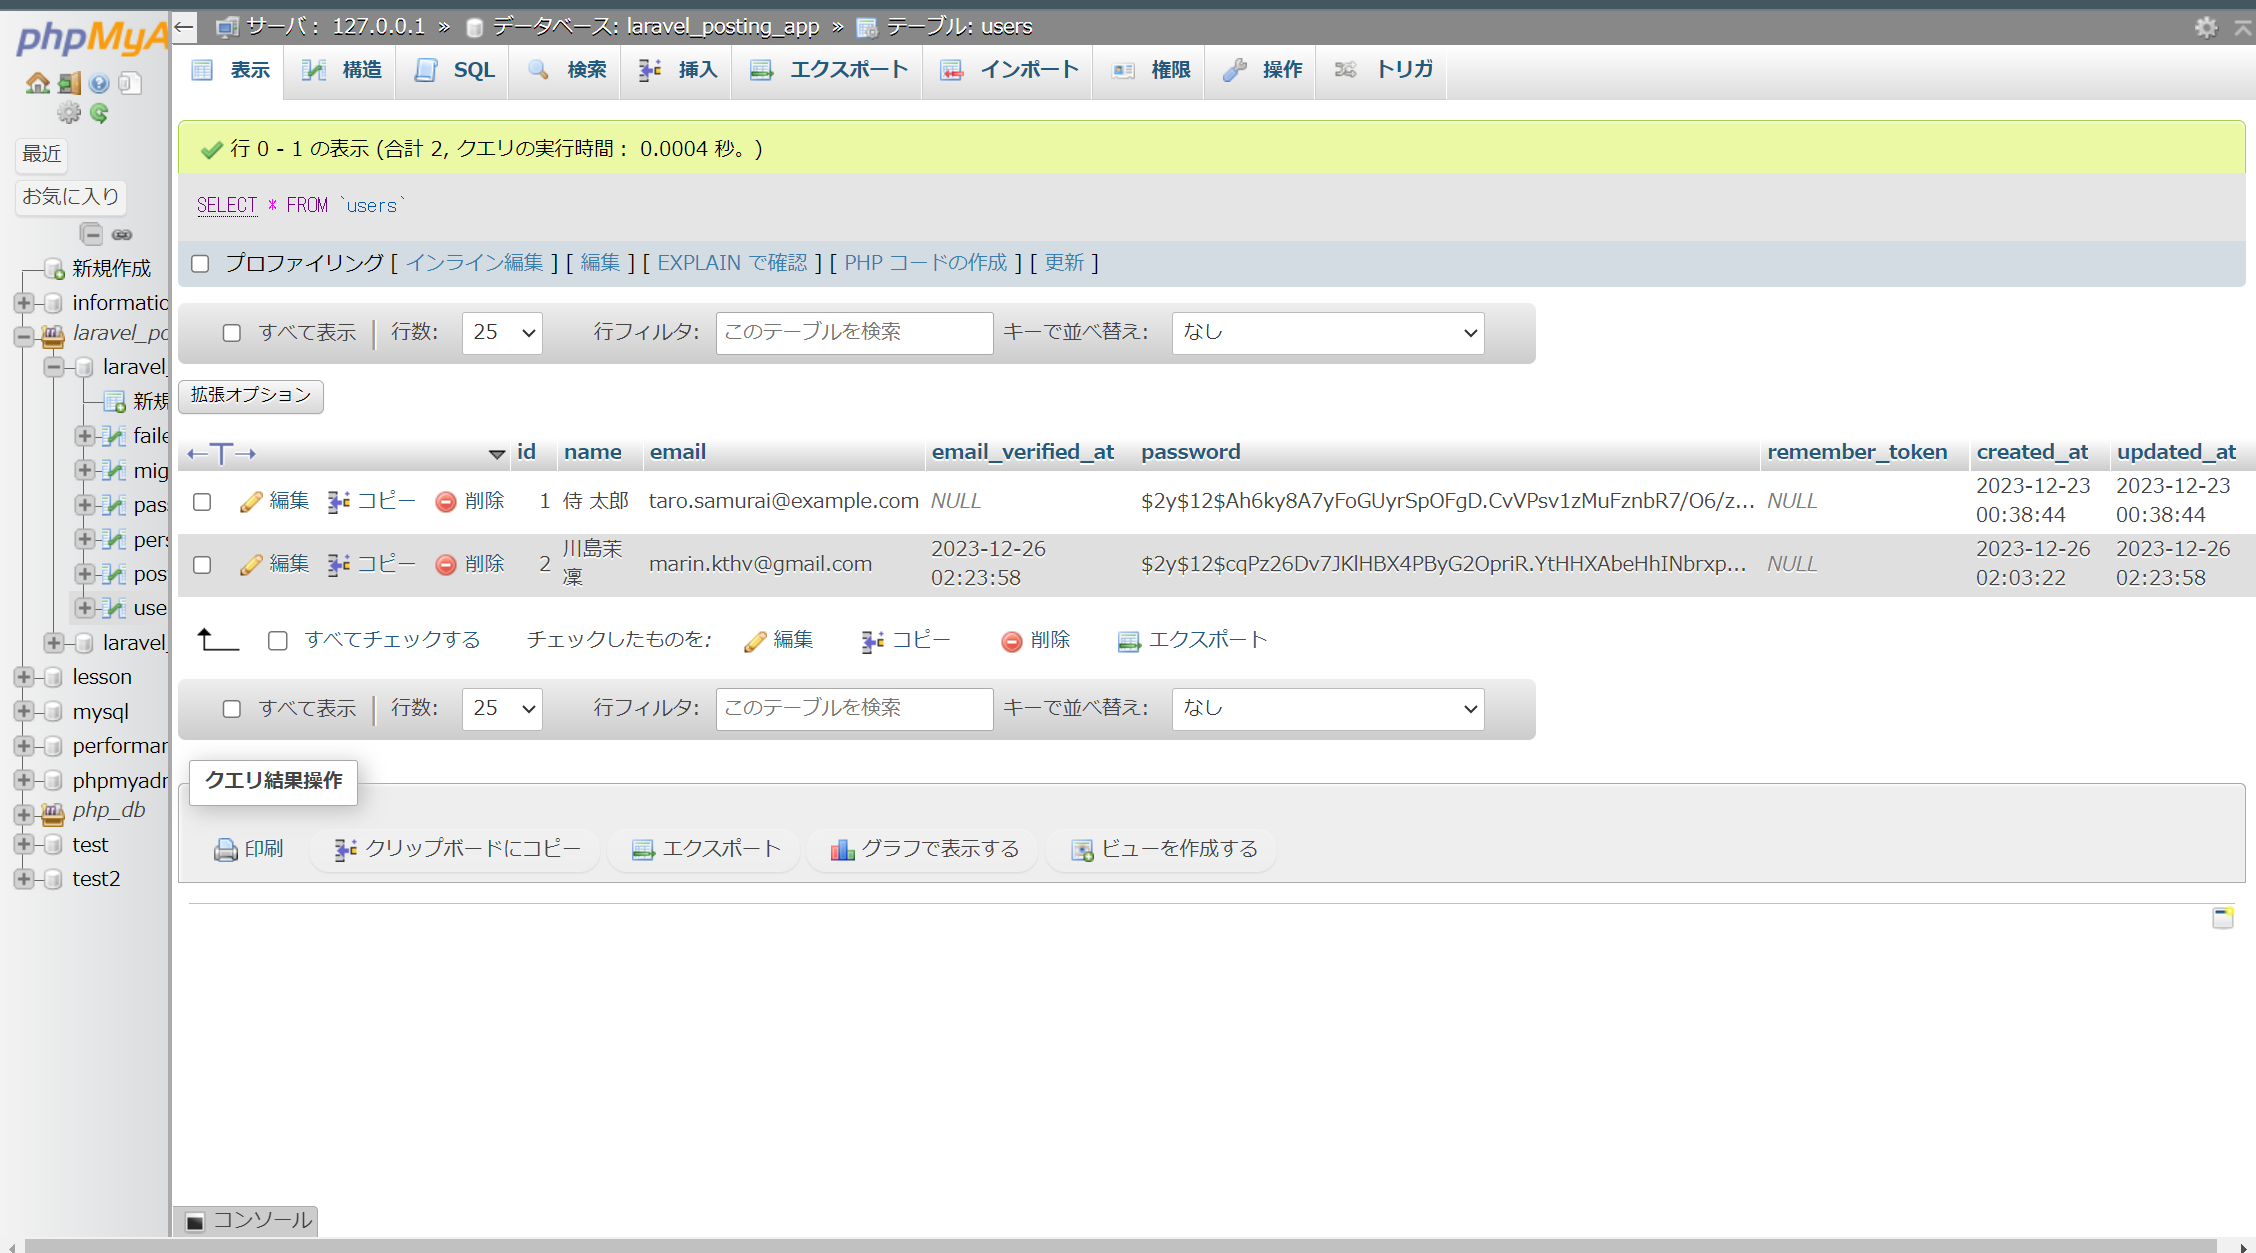 phpMyA
サーバ： 127.0.0.1 » データベース: laravel_posting_app » テーブル: users
表示 構造 SQL 検索 挿入 エクスポート インポート 権限 操作 トリガ
最近
お気に入り
新規作成
informatio
laravel_po
laravel_
新規
faile
mig
pas
pers
pos
use
laravel_
lesson
mysql
performan
phpmyadm
php_db
test
test2
行 0 - 1 の表示 (合計 2, クエリの実行時間： 0.0004 秒。)
SELECT * FROM `users`
プロファイリング [ インライン編集 ] [ 編集 ] [ EXPLAIN で確認 ] [ PHP コードの作成 ] [ 更新 ]
すべて表示 行数: 25 行フィルタ: このテーブルを検索 キーで並べ替え: なし
拡張オプション
←T→ id name email email_verified_at password remember_token created_at updated_at
編集 コピー 削除 1 侍 太郎 taro.samurai@example.com NULL $2y$12$Ah6ky8A7yFoGUyrSpOFgD.CvVPsv1zMuFznbR7/O6/z... NULL 2023-12-23 00:38:44 2023-12-23 00:38:44
編集 コピー 削除 2 川島茉凜 marin.kthv@gmail.com 2023-12-26 02:23:58 $2y$12$cqPz26Dv7JKlHBX4PByG2OpriR.YtHHXAbeHhINbrxp... NULL 2023-12-26 02:03:22 2023-12-26 02:23:58
すべてチェックする チェックしたものを: 編集 コピー 削除 エクスポート
すべて表示 行数: 25 行フィルタ: このテーブルを検索 キーで並べ替え: なし
クエリ結果操作
印刷 クリップボードにコピー エクスポート グラフで表示する ビューを作成する
コンソール